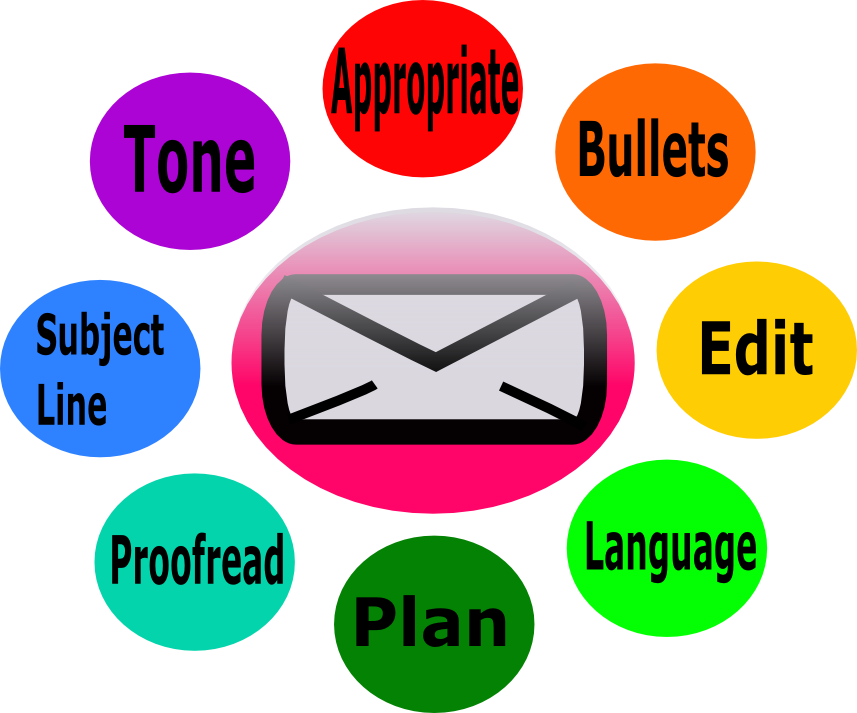 Appropriate
Tone
Bullets
Subject
Line
Edit
Proofread
Language
Plan